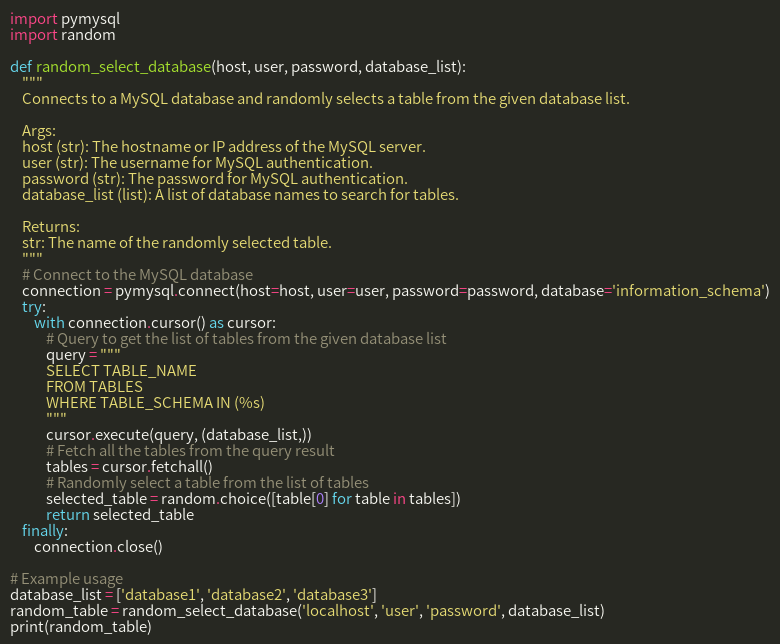 import pymysql
import random

def random_select_database(host, user, password, database_list):
    """
    Connects to a MySQL database and randomly selects a table from the given database list.

    Args:
    host (str): The hostname or IP address of the MySQL server.
    user (str): The username for MySQL authentication.
    password (str): The password for MySQL authentication.
    database_list (list): A list of database names to search for tables.

    Returns:
    str: The name of the randomly selected table.
    """
    # Connect to the MySQL database
    connection = pymysql.connect(host=host, user=user, password=password, database='information_schema')
    try:
        with connection.cursor() as cursor:
            # Query to get the list of tables from the given database list
            query = """
            SELECT TABLE_NAME
            FROM TABLES
            WHERE TABLE_SCHEMA IN (%s)
            """
            cursor.execute(query, (database_list,))
            # Fetch all the tables from the query result
            tables = cursor.fetchall()
            # Randomly select a table from the list of tables
            selected_table = random.choice([table[0] for table in tables])
            return selected_table
    finally:
        connection.close()

# Example usage
database_list = ['database1', 'database2', 'database3']
random_table = random_select_database('localhost', 'user', 'password', database_list)
print(random_table)